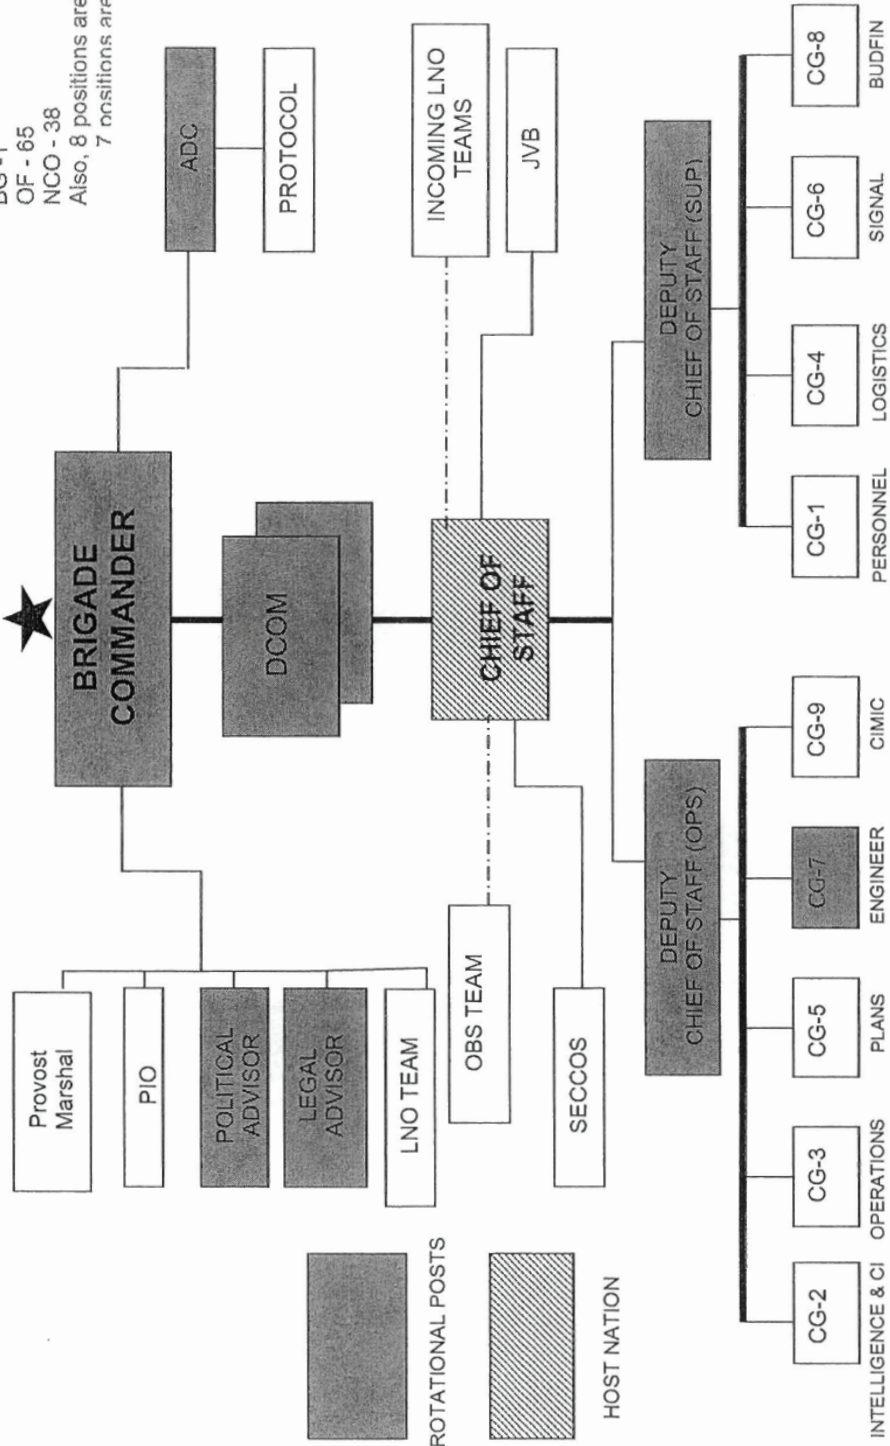 OF - 65
NCO - 38
Also, 8 positions are
7 positions are
BRIGADE
COMMANDER
Provost
Marshal
PIO
POLITICAL
ADVISOR
LEGAL
ADVISOR
LNO TEAM
ADC
PROTOCOL
DCOM
ROTATIONAL POSTS
HOST NATION
OBS TEAM
SECCOS
CHIEF OF
STAFF
INCOMING LNO
TEAMS
JVB
DEPUTY
CHIEF OF STAFF (OPS)
DEPUTY
CHIEF OF STAFF (SUP)
CG-2
CG-3
CG-5
CG-7
CG-9
CG-1
CG-4
CG-6
CG-8
INTELLIGENCE & CI
OPERATIONS
PLANS
ENGINEER
CIMIC
PERSONNEL
LOGISTICS
SIGNAL
BUDFIN